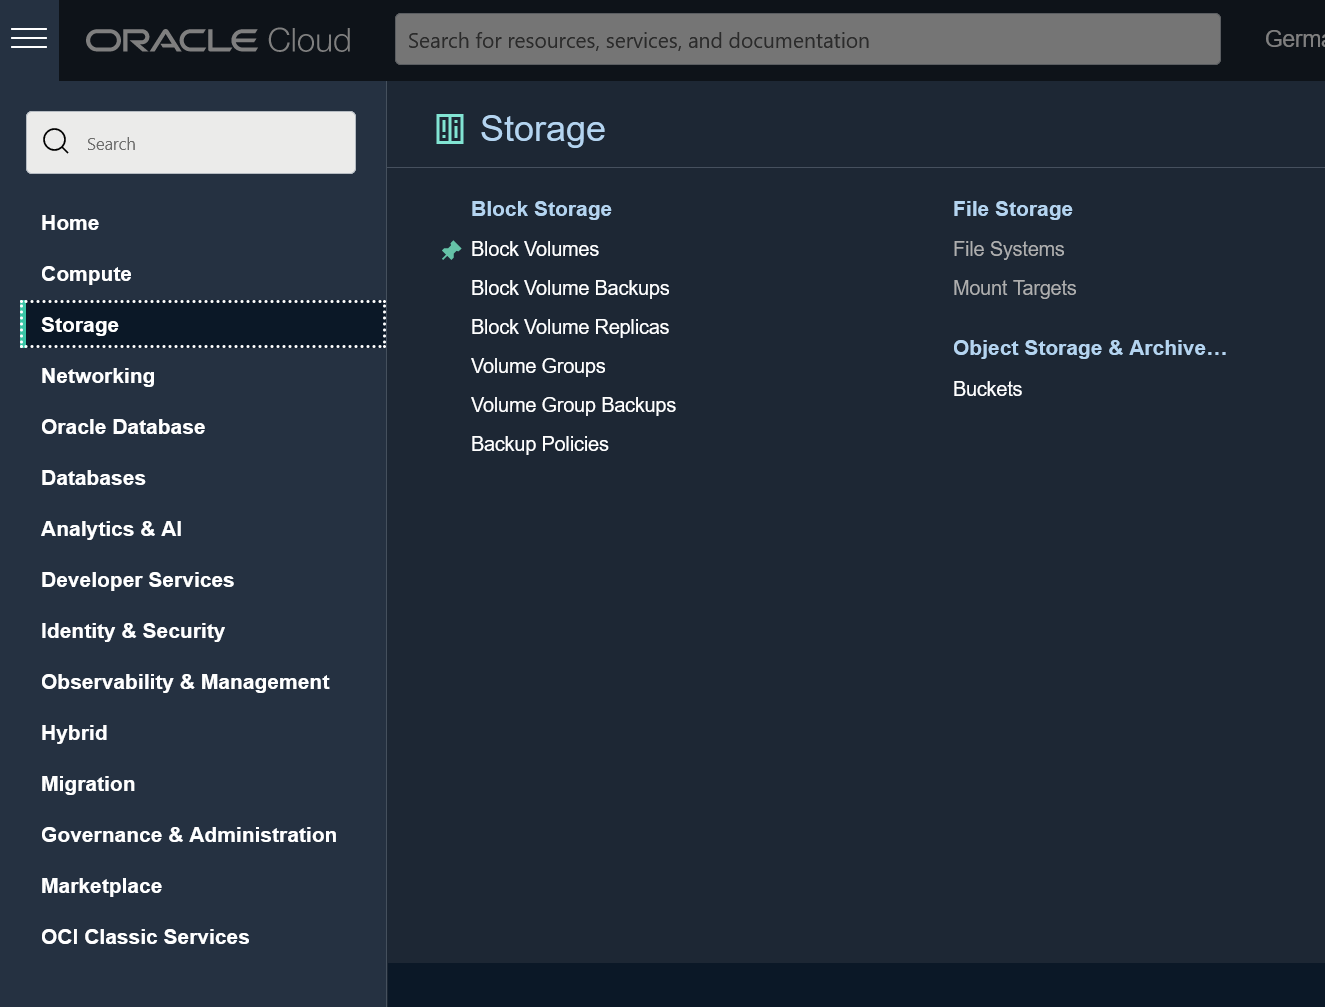 ORACLE Cloud
Search for resources, services, and documentation
Germa
Search
Home
Compute
Storage
Networking
Oracle Database
Databases
Analytics & AI
Developer Services
Identity & Security
Observability & Management
Hybrid
Migration
Governance & Administration
Marketplace
OCI Classic Services
Storage
Block Storage
Block Volumes
Block Volume Backups
Block Volume Replicas
Volume Groups
Volume Group Backups
Backup Policies
File Storage
File Systems
Mount Targets
Object Storage & Archive…
Buckets